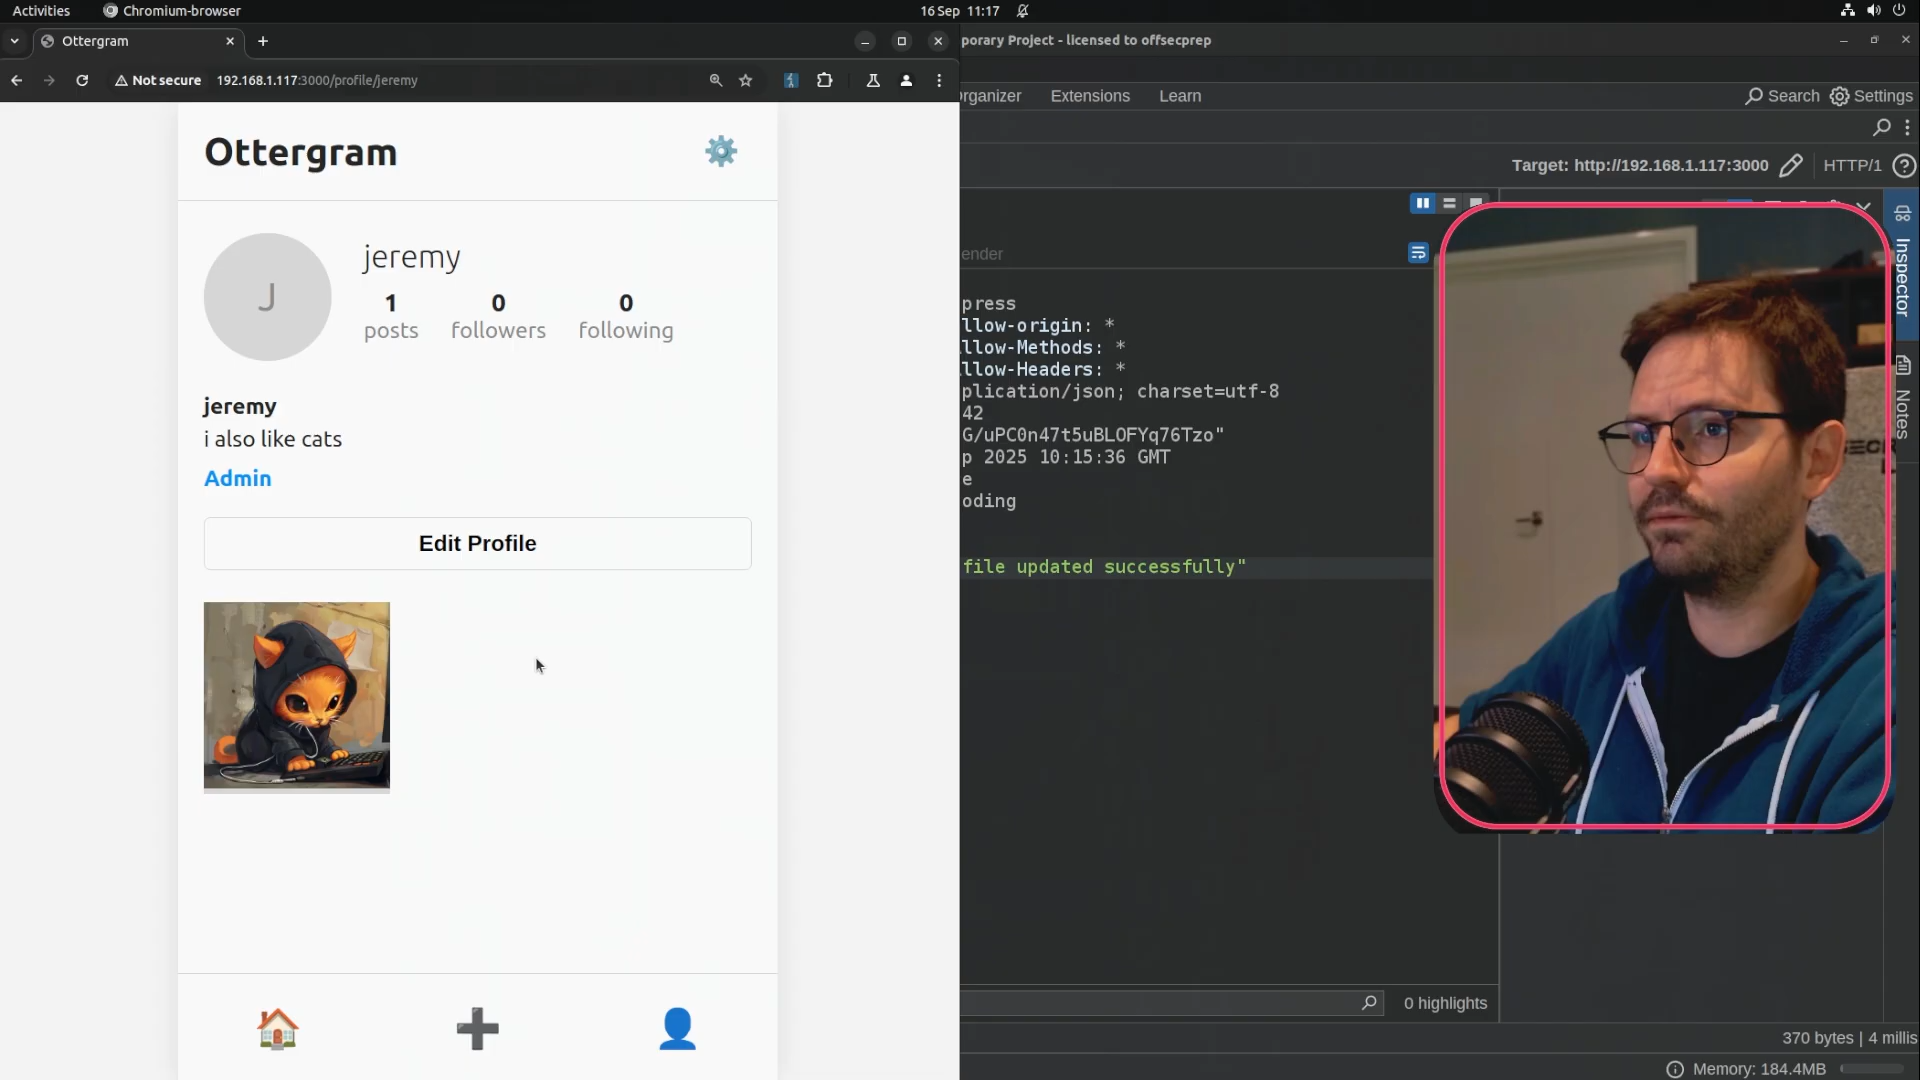 Activities
Chromium-browser
16 Sep 11:17
Ottergram
Not secure
192.168.1.117:3000/profile/jeremy
porary Project - licensed to offsecprep
Organizer
Extensions
Learn
Search
Settings
Target: http://192.168.1.117:3000
HTTP/1
Ottergram
J
jeremy
1
posts
0
followers
0
following
jeremy
i also like cats
Admin
Edit Profile
ender
press
llow-origin: *
llow-Methods: *
llow-Headers: *
plication/json; charset=utf-8
42
G/uPC0n47t5uBLOFYq76Tzo"
p 2025 10:15:36 GMT
e
oding
file updated successfully"
Inspector
Notes
0 highlights
370 bytes | 4 millis
Memory: 184.4MB